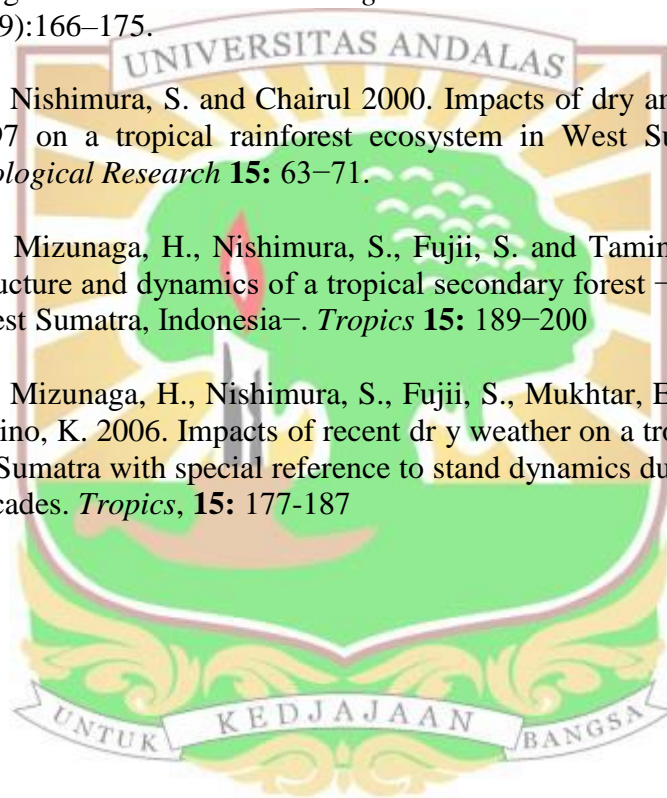 9):166–175.
UNIVERSITAS ANDALAS
Nishimura, S. and Chairul 2000. Impacts of dry an
97 on a tropical rainforest ecosystem in West Su
ological Research 15: 63−71.
Mizunaga, H., Nishimura, S., Fujii, S. and Tamin
ucture and dynamics of a tropical secondary forest −
est Sumatra, Indonesia−. Tropics 15: 189−200
Mizunaga, H., Nishimura, S., Fujii, S., Mukhtar, E
ino, K. 2006. Impacts of recent dr y weather on a tro
Sumatra with special reference to stand dynamics du
cades. Tropics, 15: 177-187
UNTUK KEDJAJAAN BANGSA